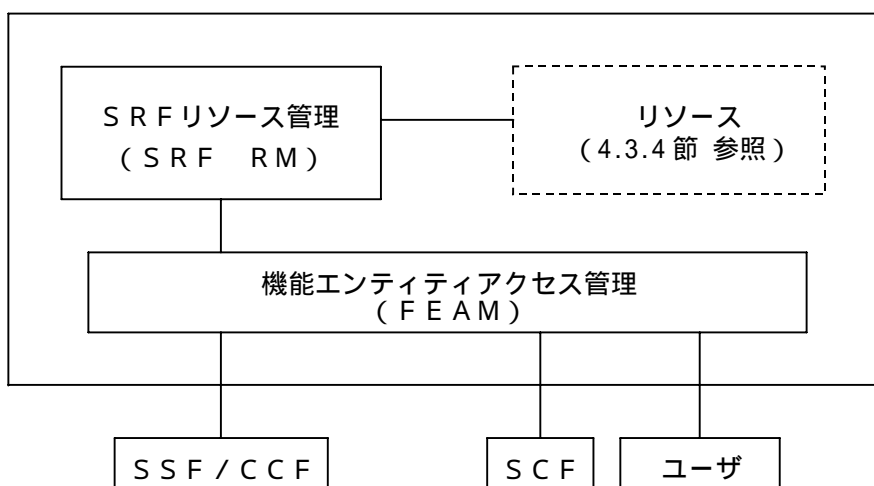 ＳＲＦリソース管理
（ＳＲＦ　ＲＭ）
リソース
（4.3.4節 参照）
機能エンティティアクセス管理
（ＦＥＡＭ）
ＳＳＦ/ＣＣＦ
ＳＣＦ
ユーザ